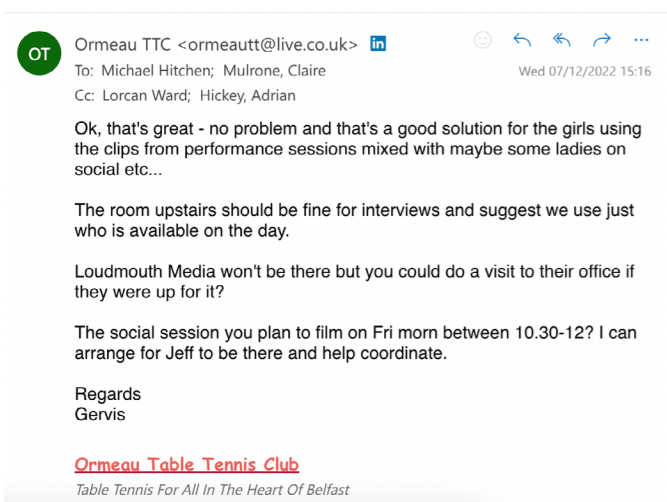 OT
Ormeau TTC <ormeautt@live.co.uk> in
To: Michael Hitchen; Mulrone, Claire
Wed 07/12/2022 15:16
Cc: Lorcan Ward; Hickey, Adrian
Ok, that's great - no problem and that's a good solution for the girls using
the clips from performance sessions mixed with maybe some ladies on
social etc...
The room upstairs should be fine for interviews and suggest we use just
who is available on the day.
Loudmouth Media won't be there but you could do a visit to their office if
they were up for it?
The social session you plan to film on Fri morn between 10.30-12? I can
arrange for Jeff to be there and help coordinate.
Regards
Gervis
Ormeau Table Tennis Club
Table Tennis For All In The Heart Of Belfast